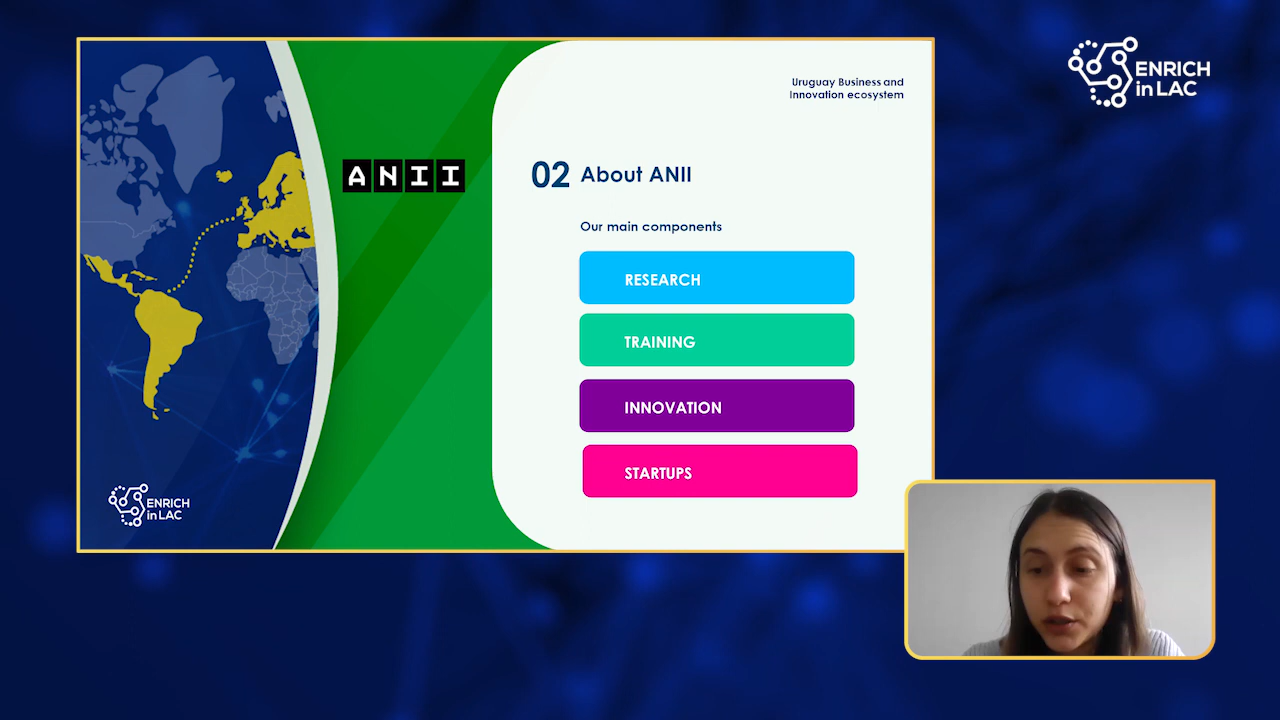 ENRICH
in LAC
Uruguay Business and
Innovation ecosystem
ANII
02 About ANII
Our main components
RESEARCH
TRAINING
INNOVATION
STARTUPS
ENRICH
in LAC